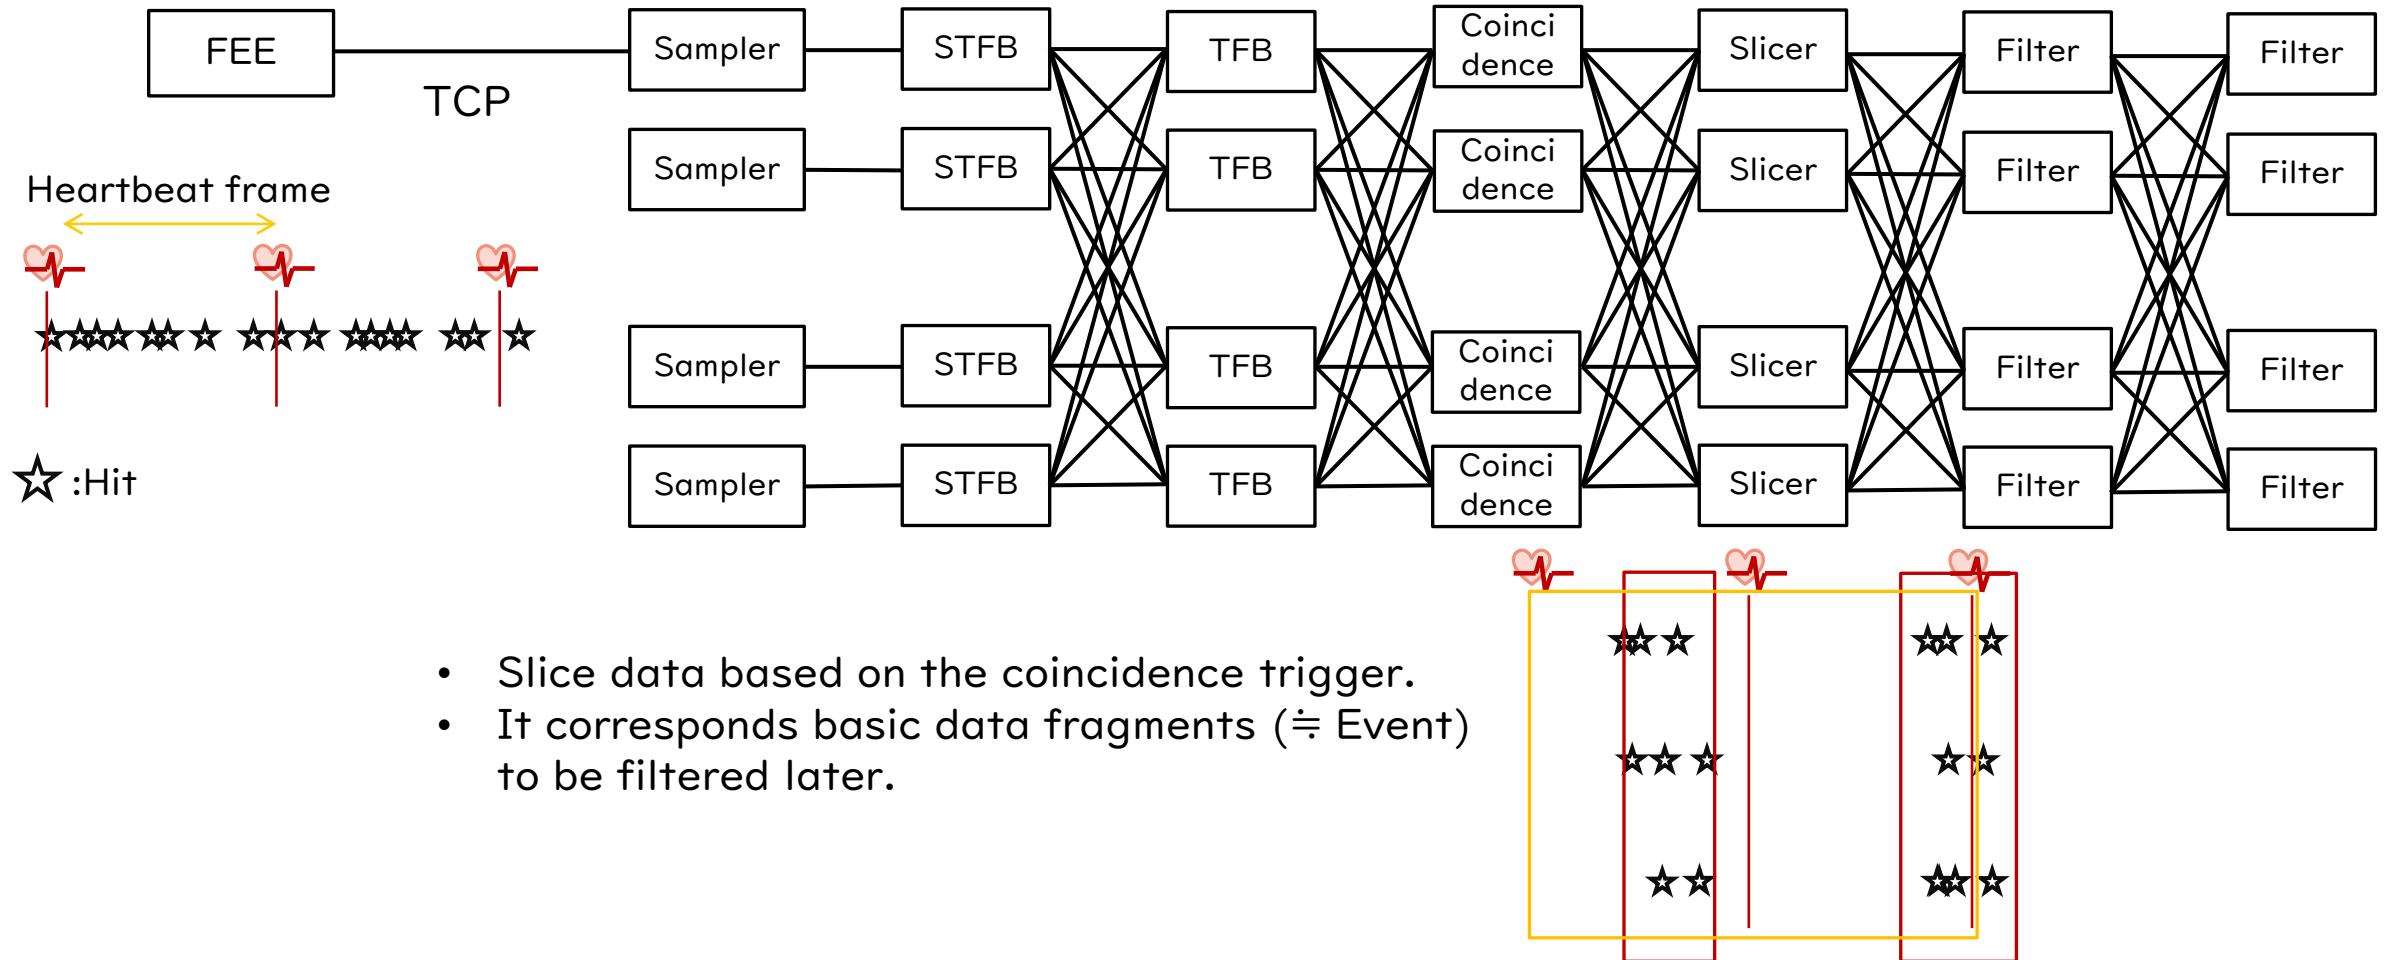 FEE
TCP
Sampler
STFB
TFB
Coinci
dence
Slicer
Filter
Filter
Sampler
STFB
TFB
Coinci
dence
Slicer
Filter
Filter
Heartbeat frame
Sampler
STFB
TFB
Coinci
dence
Slicer
Filter
Filter
Sampler
STFB
TFB
Coinci
dence
Slicer
Filter
Filter
:Hit
• Slice data based on the coincidence trigger.
• It corresponds basic data fragments (≒ Event)
to be filtered later.